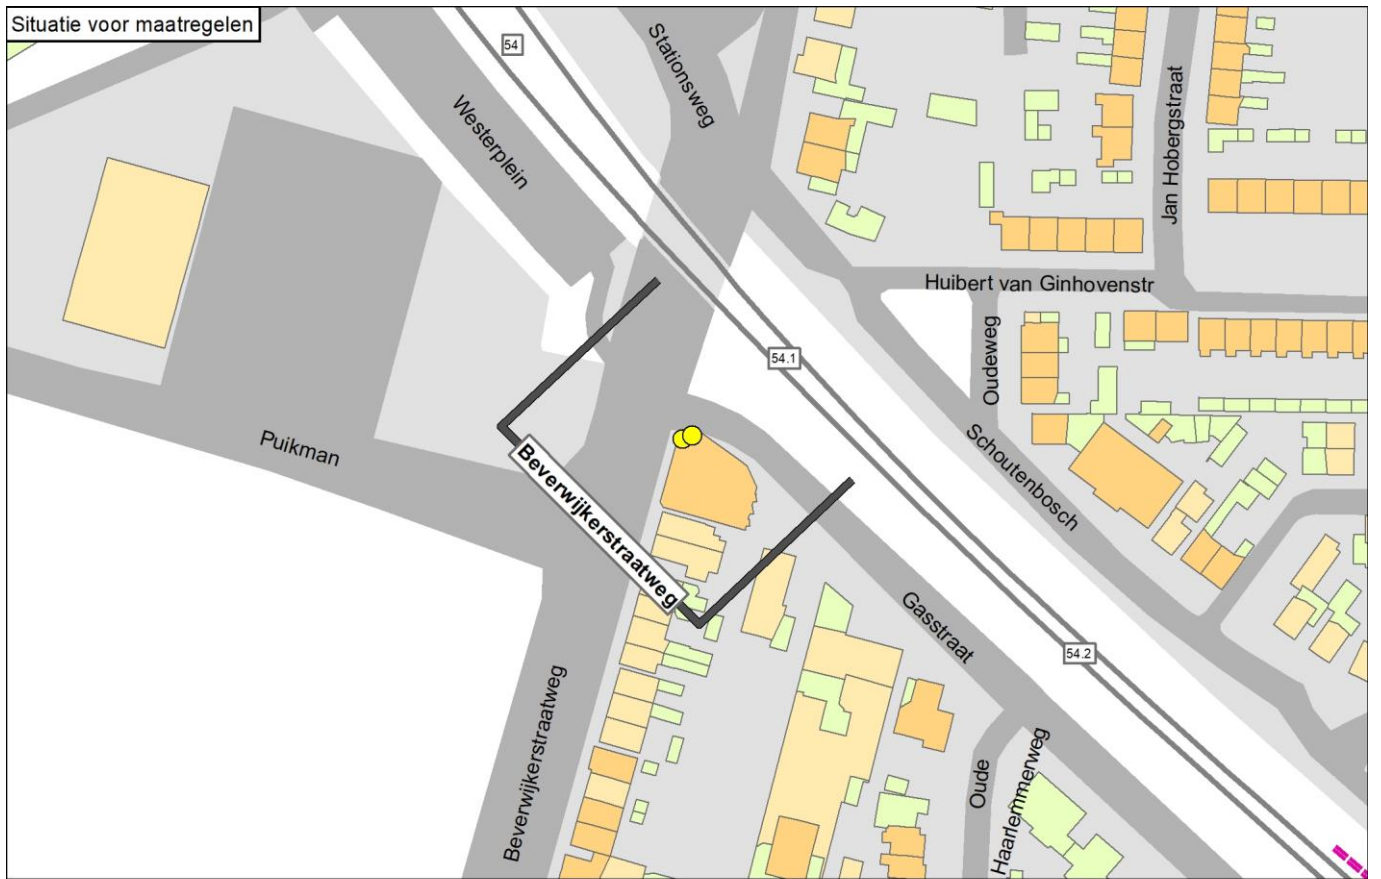 Situatie voor maatregelen
54
Stationsweg
Westerplein
Jan Hobergstraat
Huibert van Ginhovenstr
Oudeweg
54.1
Puikman
Beverwijkerstraatweg
Schoutenbosch
Gasstraat
54.2
Beverwijkerstraatweg
Oude
Haarlemmerweg